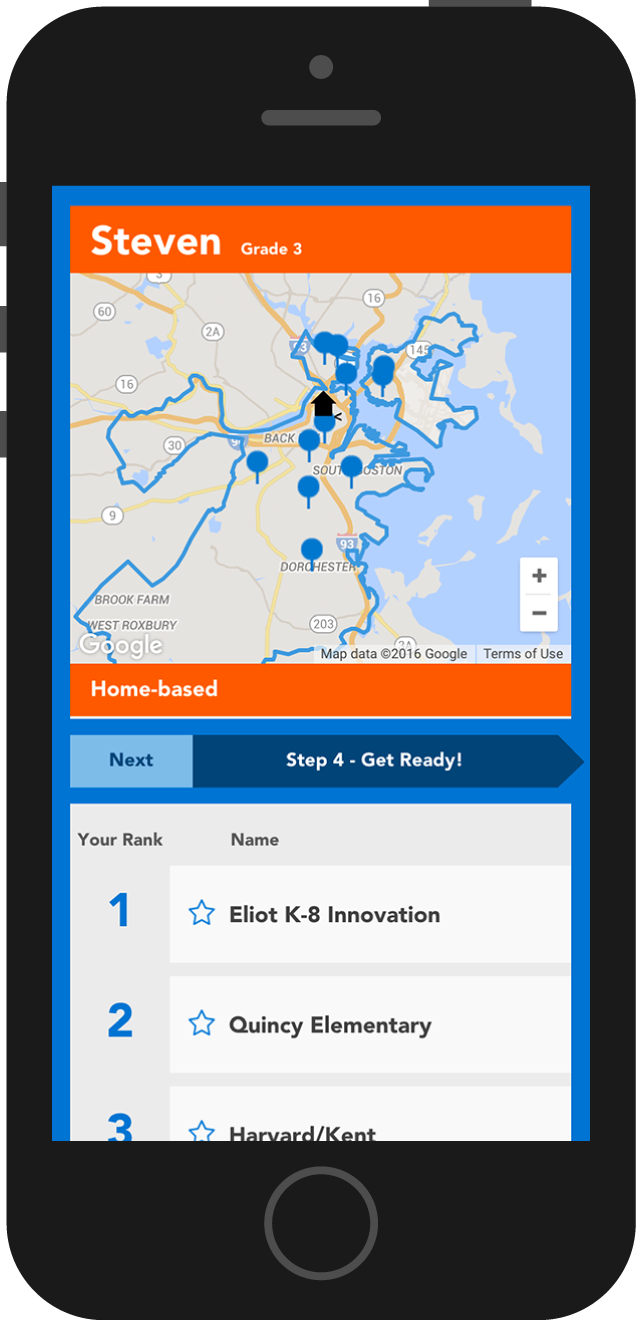 Steven Grade 3
3
60
16
2A
93
145
16
BACK
30
SOUTH BOSTON
9
93
DORCHESTER
BROOK FARM
WEST ROXBURY
203
Google
Map data ©2016 Google Terms of Use
+
−
Home-based
Next Step 4 - Get Ready!
Your Rank Name
1 Eliot K-8 Innovation
2 Quincy Elementary
3 Harvard/Kent